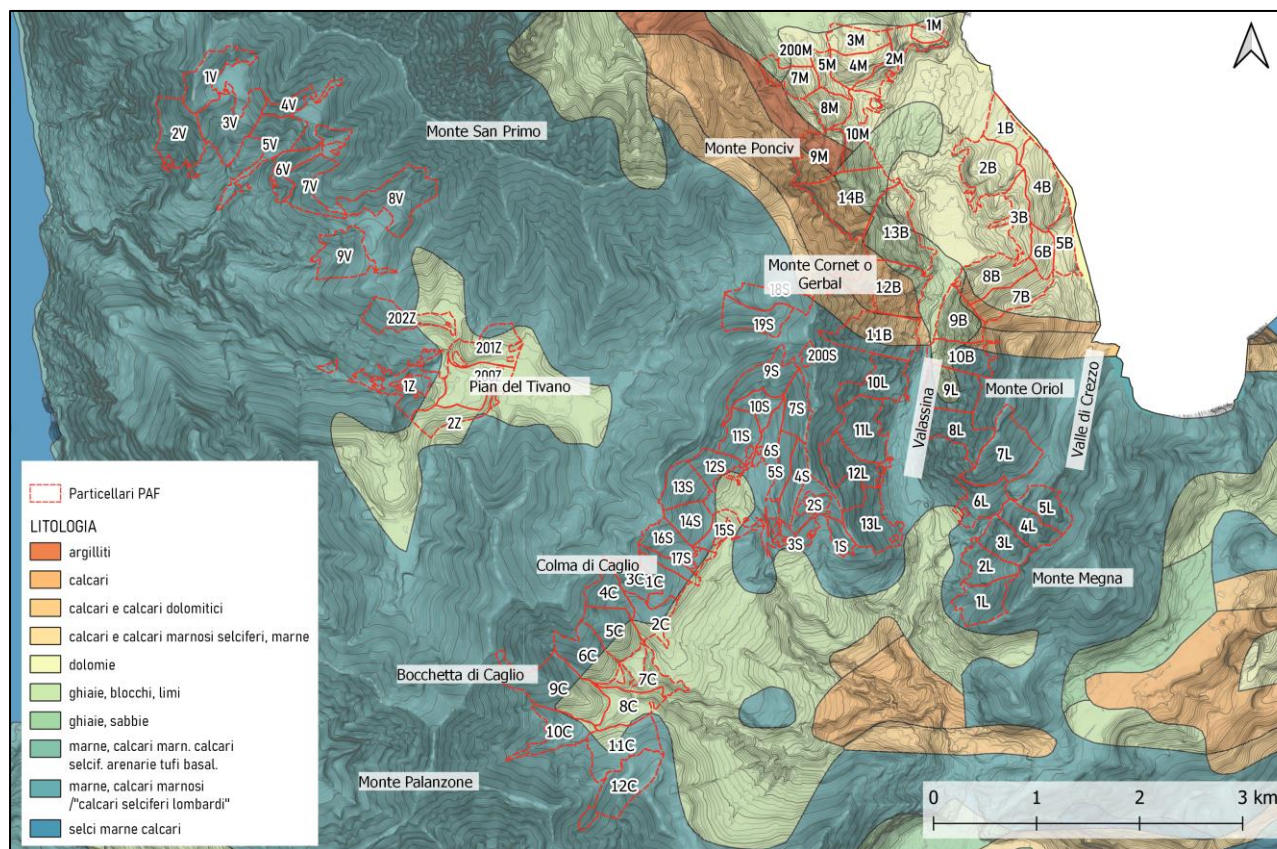 1M
3M
200M
2M
5M
4M
7M
1V
8M
4V
1B
3V
2V
Monte San Primo
10M
Monte Ponciv
5V
9M
2B
6V
4B
7V
8V
14B
3B
13B
9V
6B
5B
Monte Cornet o
Gerbal
8B
12B
7B
18S
202Z
19S
9B
11B
201Z
200S
10B
200Z
9S
1Z
Pian del Tivano
10L
9L
Monte Oriol
Valassina
Valle di Crezzo
10S
7S
2Z
11S
11L
8L
6S
7L
12S
5S
4S
12L
13S
6L
5L
2S
14S
15S
13L
4L
16S
3S
1S
3L
17S
Colma di Caglio
2L
3C
1C
Monte Megna
4C
1L
2C
5C
6C
Bocchetta di Caglio
7C
9C
8C
10C
11C
Monte Palanzone
12C
Particellari PAF
LITOLOGIA
argilliti
calcari
calcari e calcari dolomitici
calcari e calcari marnosi selciferi, marne
dolomie
ghiaie, blocchi, limi
ghiaie, sabbie
marne, calcari marn. calcari
selcif. arenarie tufi basal.
marne, calcari marnosi
/"calcari selciferi lombardi"
selci marne calcari
0 1 2 3 km